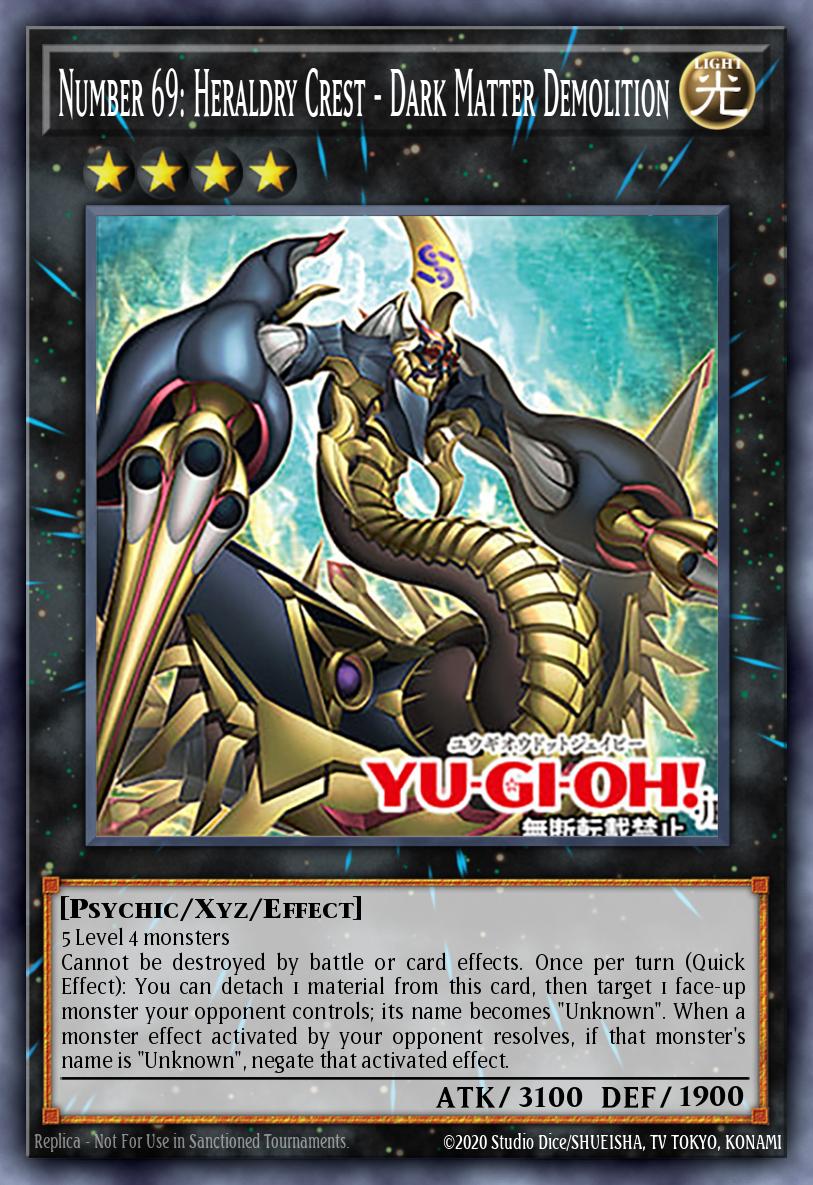 NUMBER 69: HERALDRY CREST - DARK MATTER DEMOLITION
LIGHT
光
ユウギオウドットジェイピー
YU-GI-OH!.jp
無断転載禁止
[PSYCHIC/XYZ/EFFECT]
5 Level 4 monsters
Cannot be destroyed by battle or card effects. Once per turn (Quick
Effect): You can detach 1 material from this card, then target 1 face-up
monster your opponent controls; its name becomes "Unknown". When a
monster effect activated by your opponent resolves, if that monster's
name is "Unknown", negate that activated effect.
ATK/ 3100 DEF/ 1900
Replica - Not For Use in Sanctioned Tournaments.
©2020 Studio Dice/SHUEISHA, TV TOKYO, KONAMI